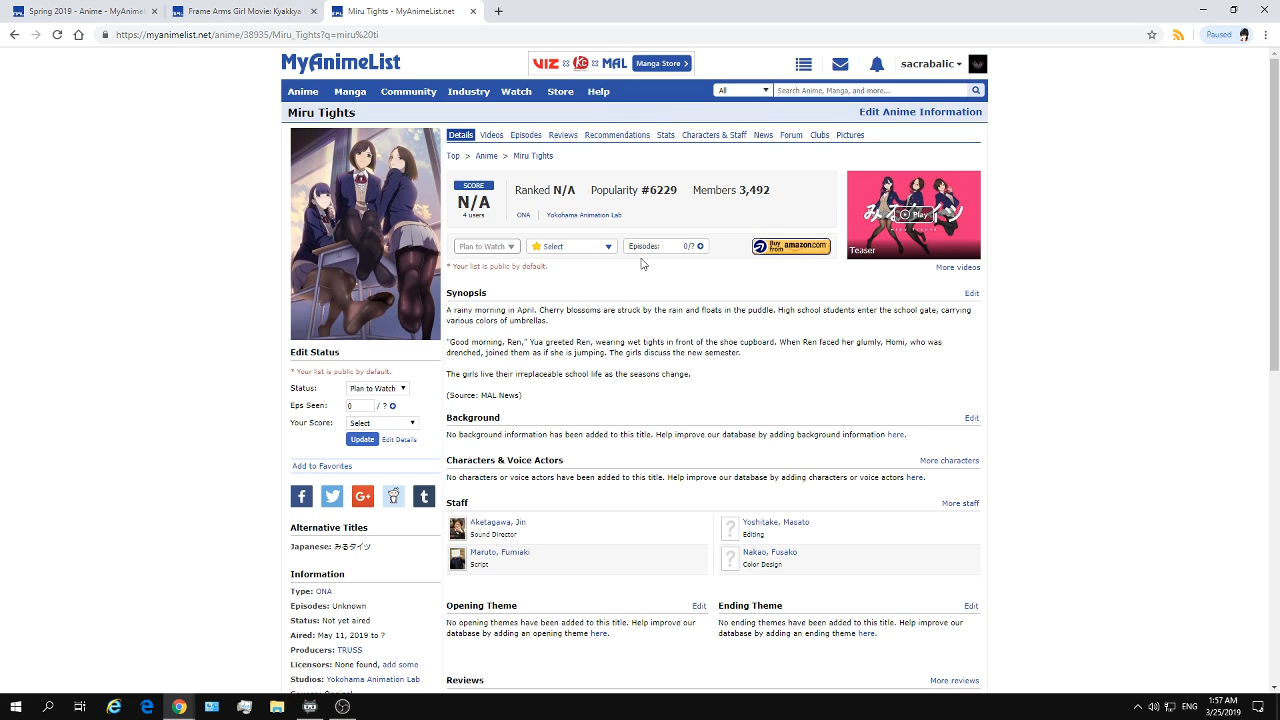 Spring 2019 - Anime - MyAnimeL
Frame Arms Girl Movie: Kyakkya
Miru Tights - MyAnimeList.net
https://myanimelist.net/anime/38935/Miru_Tights?q=miru%20ti
Paused
MyAnimeList
VIZ KC MAL Manga Store
sacrabalic
Anime Manga Community Industry Watch Store Help
All Search Anime, Manga, and more...
Miru Tights Edit Anime Information
Details Videos Episodes Reviews Recommendations Stats Characters & Staff News Forum Clubs Pictures
Top > Anime > Miru Tights
SCORE
N/A
4 users
Ranked N/A Popularity #6229 Members 3,492
ONA Yokohama Animation Lab
みるタイツ
MIRU TIGHTS
Play
Teaser
Plan to Watch Select Episodes: 0/? Buy from amazon.com
* Your list is public by default.
More videos
Synopsis Edit
A rainy morning in April. Cherry blossoms are struck by the rain and floats in the puddle. High school students enter the school gate, carrying
various colors of umbrellas.
"Good morning, Ren," Yua greeted Ren, wearing wet tights in front of the shoe cupboard. When Ren faced her glumly, Homi, who was
drenched, joined them as if she is jumping. The girls discuss the new semester.
The girls live their irreplaceable school life as the seasons change.
(Source: MAL News)
Background Edit
No background information has been added to this title. Help improve our database by adding background information here.
Characters & Voice Actors More characters
No characters or voice actors have been added to this title. Help improve our database by adding characters or voice actors here.
Staff More staff
Aketagawa, Jin
Sound Director
Yoshitake, Masato
Editing
Maruto, Fumiaki
Script
Nakao, Fusako
Color Design
Opening Theme Edit
No opening themes have been added to this title. Help improve our
database by adding an opening theme here.
Ending Theme Edit
No ending themes have been added to this title. Help improve our
database by adding an ending theme here.
Reviews More reviews
Edit Status
* Your list is public by default.
Status: Plan to Watch
Eps Seen: 0 / ?
Your Score: Select
Update Edit Details
Add to Favorites
Alternative Titles
Japanese: みるタイツ
Information
Type: ONA
Episodes: Unknown
Status: Not yet aired
Aired: May 11, 2019 to ?
Producers: TRUSS
Licensors: None found, add some
Studios: Yokohama Animation Lab
ENG
1:57 AM
3/25/2019